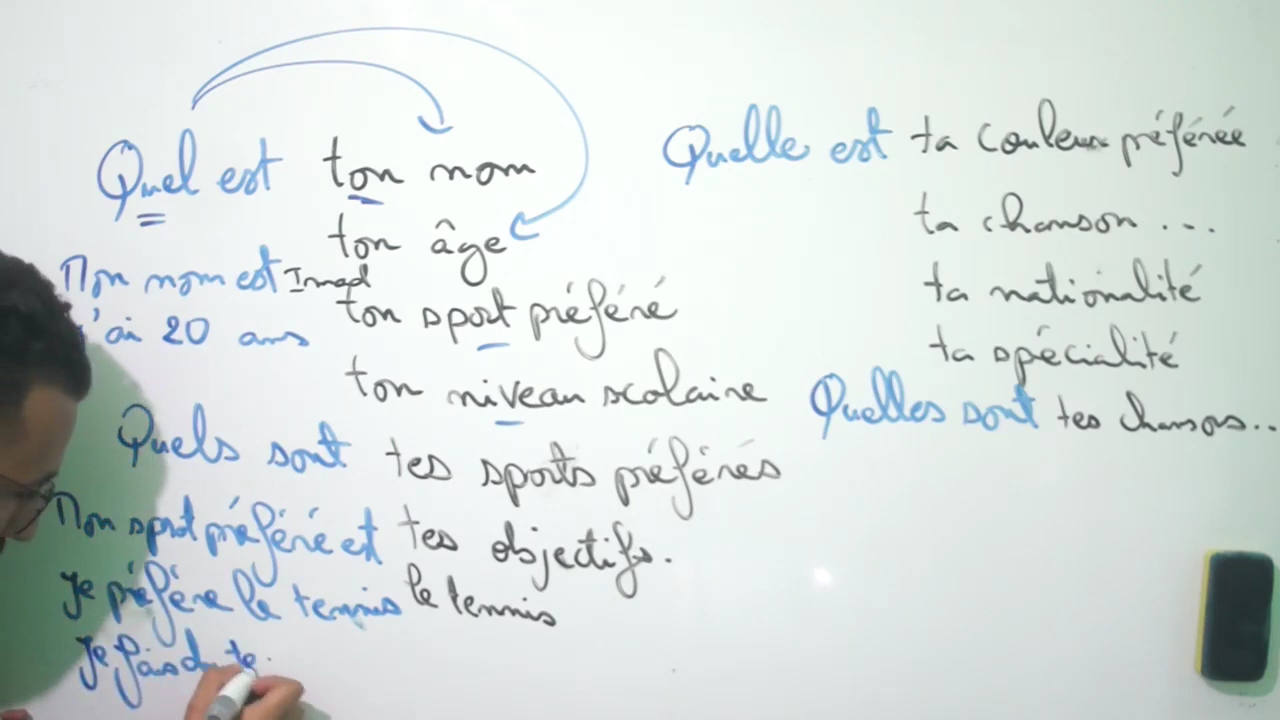 Quel est ton nom
ton âge
Mon nom est Imad
j'ai 20 ans
ton sport préféré
ton niveau scolaire
Quels sont tes sports préférés
tes objectifs.
Mon sport préféré est le tennis
Je préfère le tennis
Je fais du te
Quelle est ta couleur préférée
ta chanson ...
ta nationalité
ta spécialité
Quelles sont tes chansons...